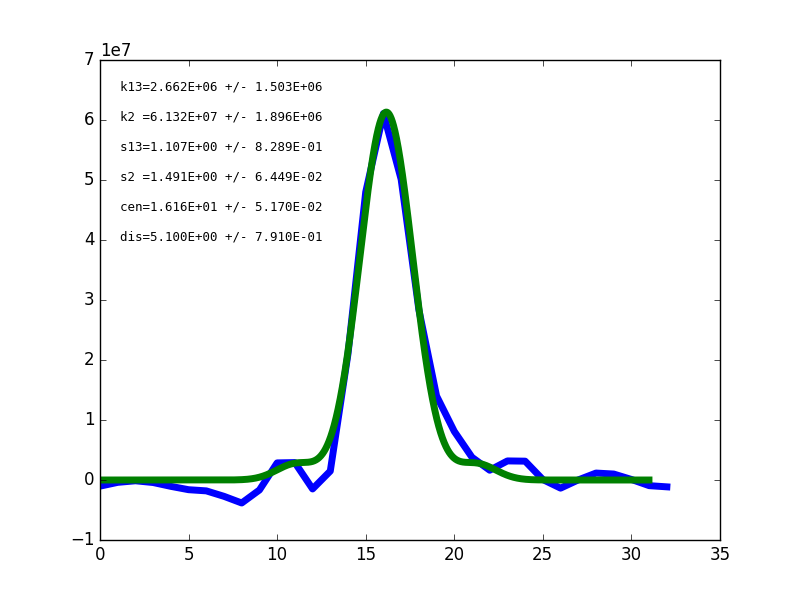 1e7
7
k13=2.662E+06 +/- 1.503E+06
6
k2 =6.132E+07 +/- 1.896E+06
s13=1.107E+00 +/- 8.289E-01
5
s2 =1.491E+00 +/- 6.449E-02
cen=1.616E+01 +/- 5.170E-02
4
dis=5.100E+00 +/- 7.910E-01
3
2
1
0
−1
0 5 10 15 20 25 30 35